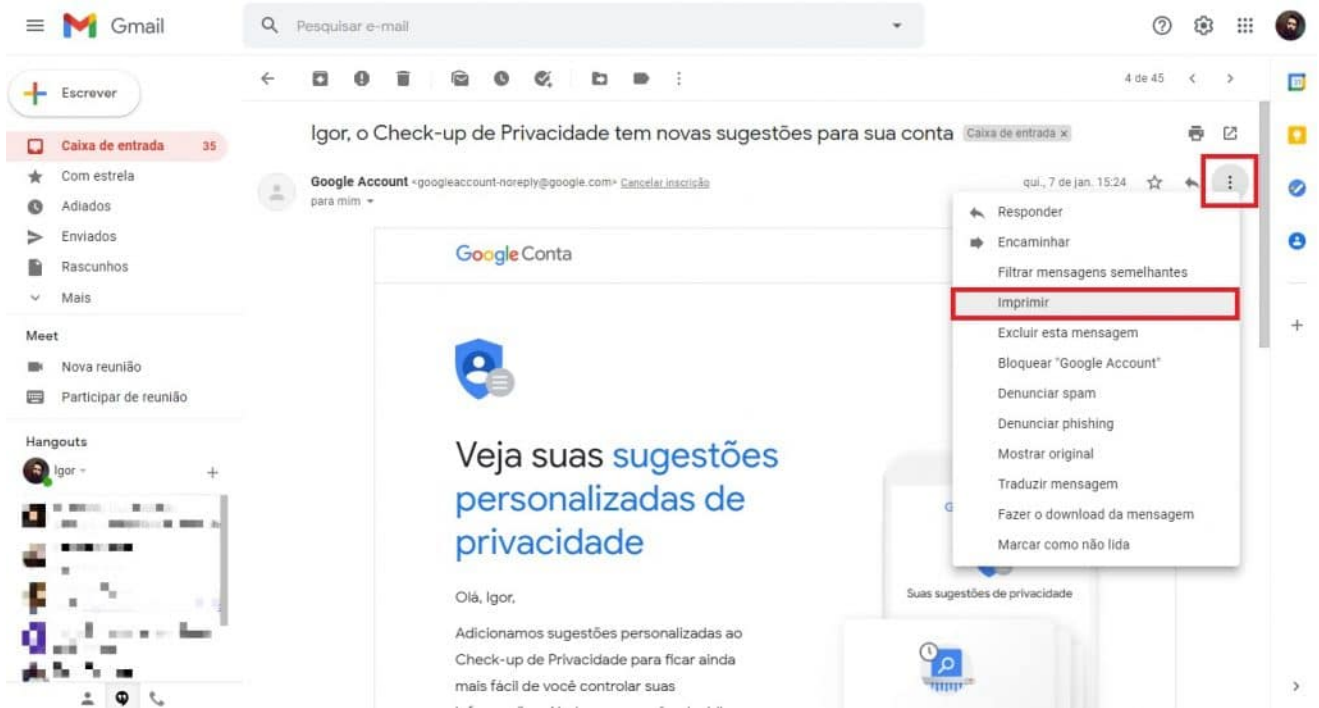 Gmail
Pesquisar e-mail
Escrever
4 de 45
Igor, o Check-up de Privacidade tem novas sugestões para sua conta Caixa de entrada x
Caixa de entrada 35
Com estrela
Adiados
Enviados
Rascunhos
Mais
Meet
Nova reunião
Participar de reunião
Hangouts
Igor
Google Account <googleaccount-noreply@google.com> Cancelar inscrição
qui., 7 de jan. 15:24
para mim
Responder
Encaminhar
Filtrar mensagens semelhantes
Imprimir
Excluir esta mensagem
Bloquear "Google Account"
Denunciar spam
Denunciar phishing
Mostrar original
Traduzir mensagem
Fazer o download da mensagem
Marcar como não lida
Google Conta
Veja suas sugestões
personalizadas de
privacidade
Olá, Igor,
Adicionamos sugestões personalizadas ao
Check-up de Privacidade para ficar ainda
mais fácil de você controlar suas
Suas sugestões de privacidade